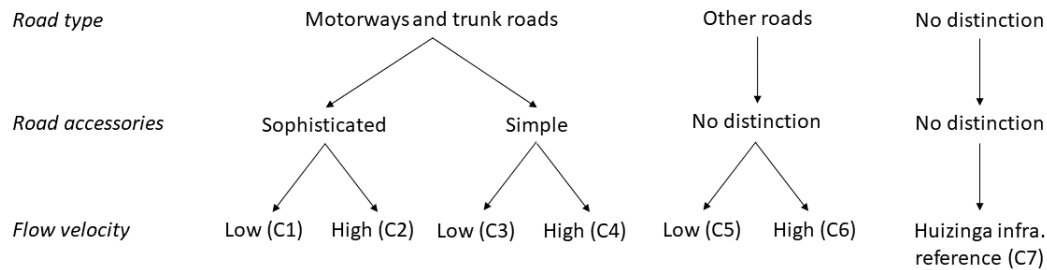 Road type Motorways and trunk roads Other roads No distinction
Road accessories Sophisticated Simple No distinction No distinction
Flow velocity Low (C1) High (C2) Low (C3) High (C4) Low (C5) High (C6) Huizinga infra.
reference (C7)